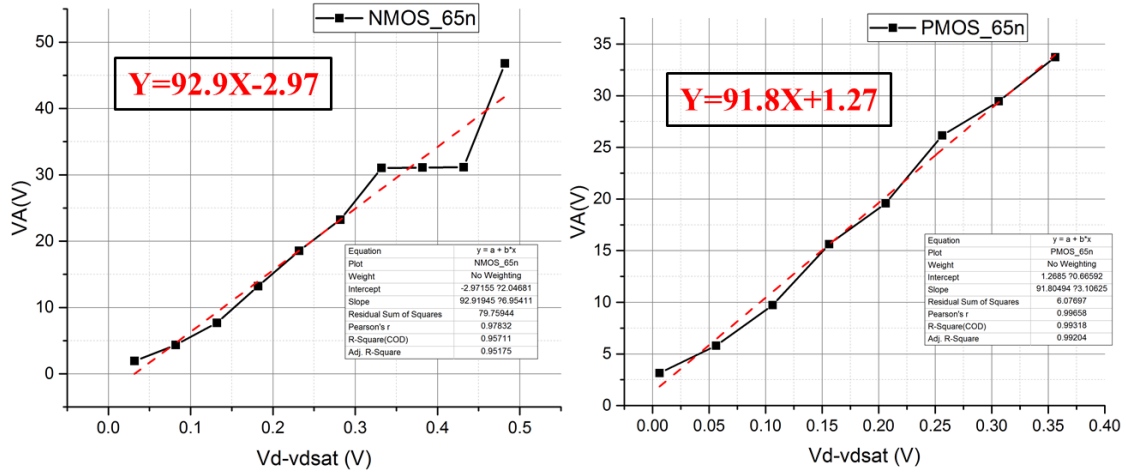 NMOS_65n
Y=92.9X-2.97
VA(V)
50
40
30
20
10
0
Equation y = a + b*x
Plot NMOS_65n
Weight No Weighting
Intercept -2.97155 ?2.04681
Slope 92.91945 ?6.95411
Residual Sum of Squares 79.75944
Pearson's r 0.97832
R-Square(COD) 0.95711
Adj. R-Square 0.95175
0.0 0.1 0.2 0.3 0.4 0.5
Vd-vdsat (V)
PMOS_65n
Y=91.8X+1.27
VA(V)
35
30
25
20
15
10
5
0
Equation y = a + b*x
Plot PMOS_65n
Weight No Weighting
Intercept 1.2685 ?0.66592
Slope 91.80494 ?3.10625
Residual Sum of Squares 6.07697
Pearson's r 0.99658
R-Square(COD) 0.99318
Adj. R-Square 0.99204
0.00 0.05 0.10 0.15 0.20 0.25 0.30 0.35 0.40
Vd-vdsat (V)